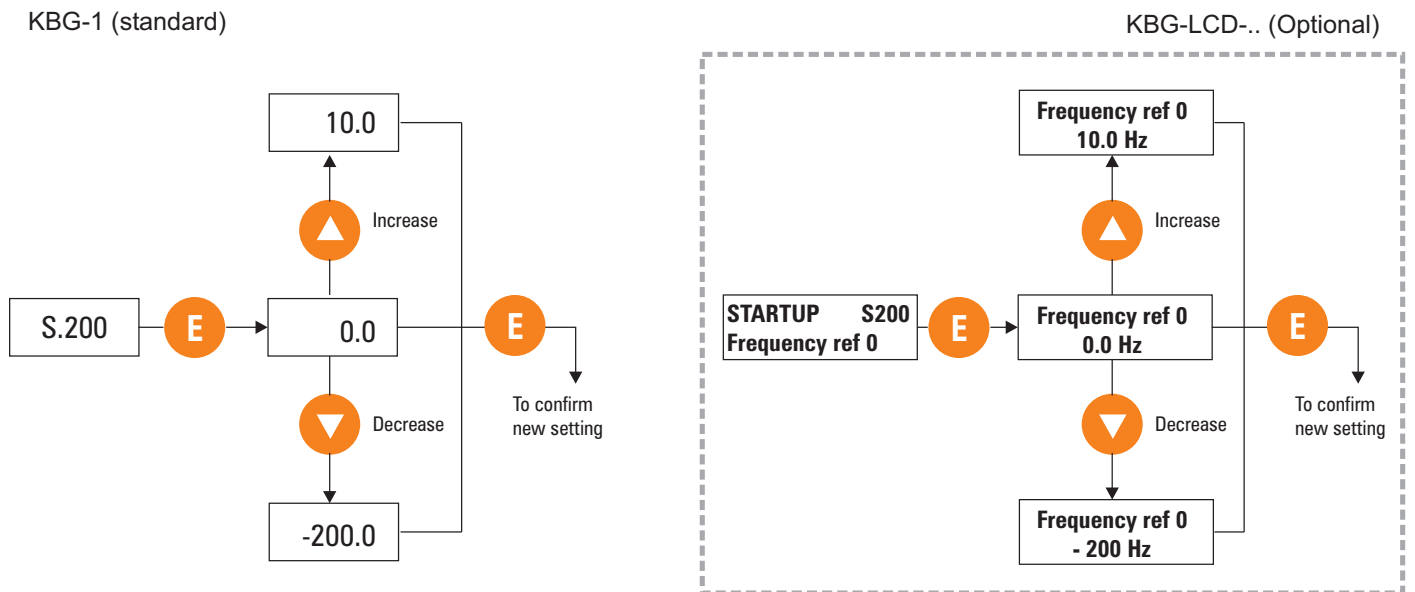 KBG-1 (standard)
10.0
Increase
S.200
E
0.0
E
Decrease
To confirm
new setting
-200.0
KBG-LCD-.. (Optional)
Frequency ref 0
10.0 Hz
Increase
STARTUP S200
Frequency ref 0
E
Frequency ref 0
0.0 Hz
E
Decrease
To confirm
new setting
Frequency ref 0
- 200 Hz